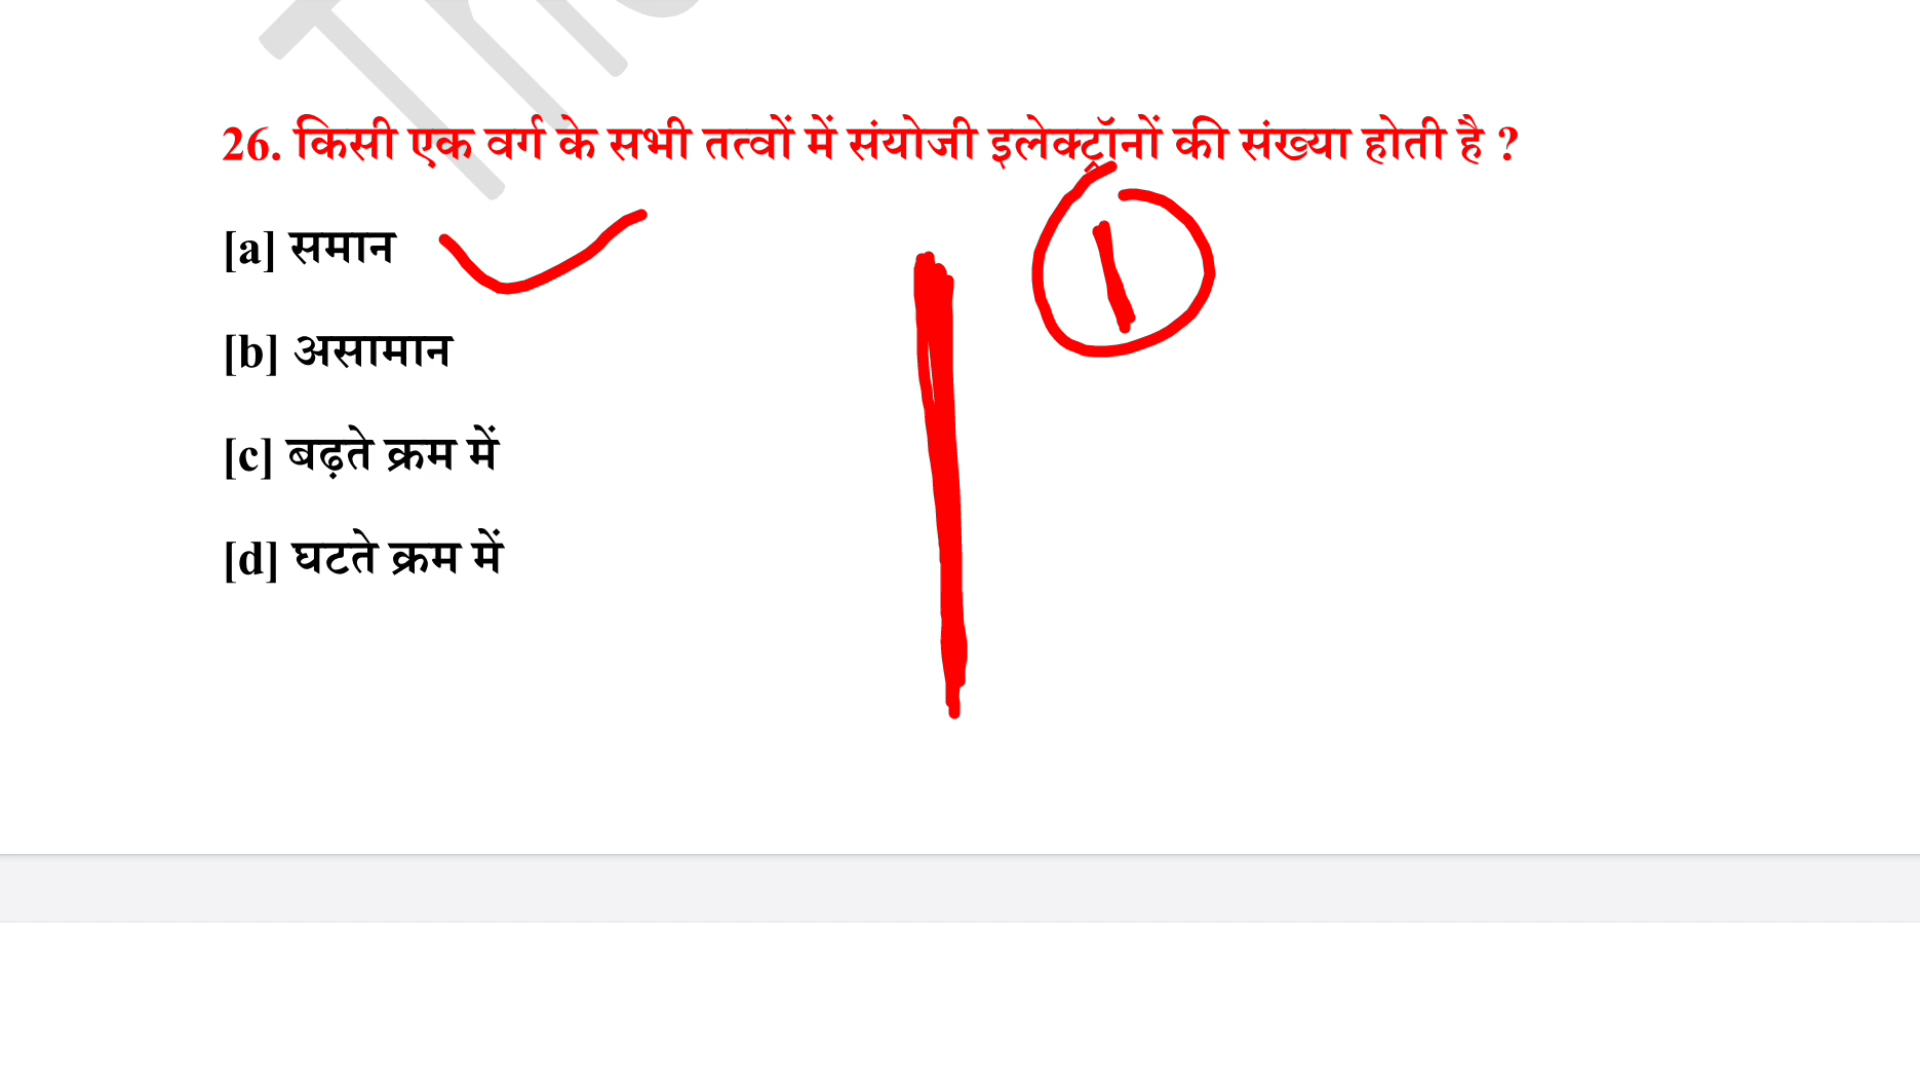 26. किसी एक वर्ग के सभी तत्वों में संयोजी इलेक्ट्रॉनों की संख्या होती है ?
[a] समान
1
[b] असामान
[c] बढ़ते क्रम में
[d] घटते क्रम में